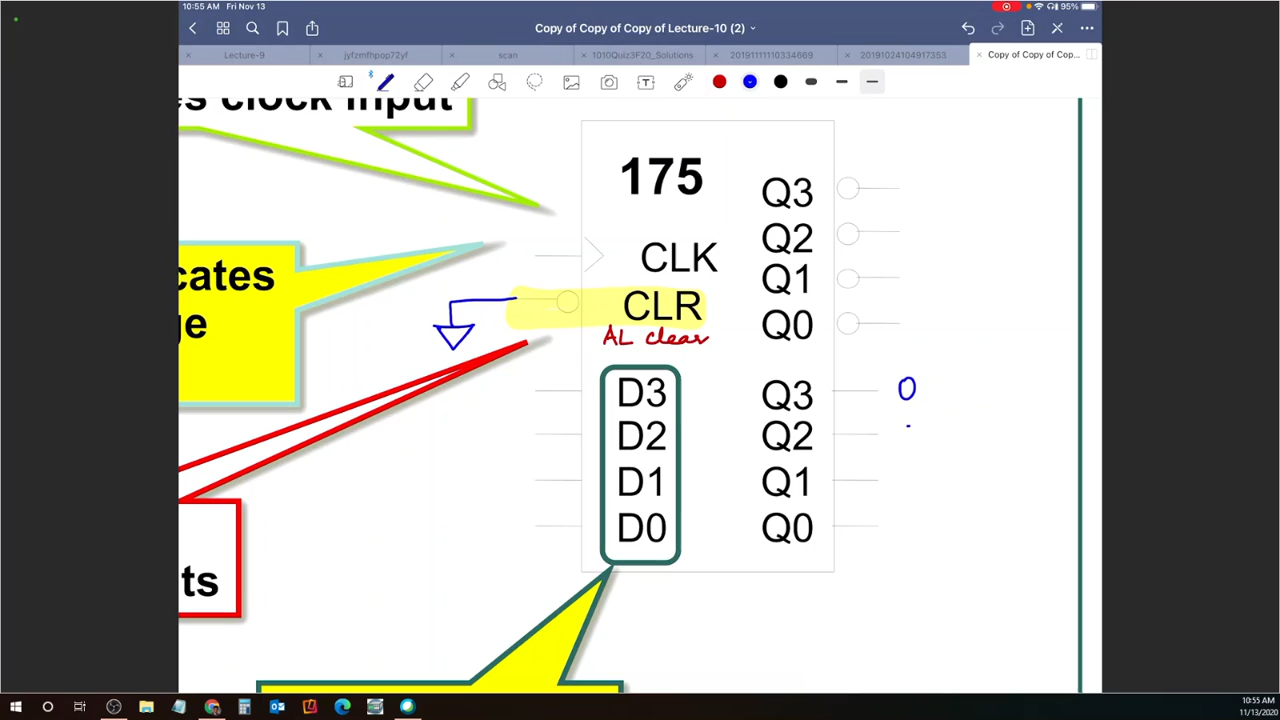 10:55 AM Fri Nov 13
95%
Copy of Copy of Copy of Lecture-10 (2)
Lecture-9
jyfzmfhpop72yf
scan
1010Quiz3F20_Solutions
20191111110334669
20191024104917353
Copy of Copy of Cop...
es clock input
175
CLK
CLR
AL clear
cates
ge
ts
D3
D2
D1
D0
Q3
Q2
Q1
Q0
Q3
Q2
Q1
Q0
0
10:55 AM
11/13/2020